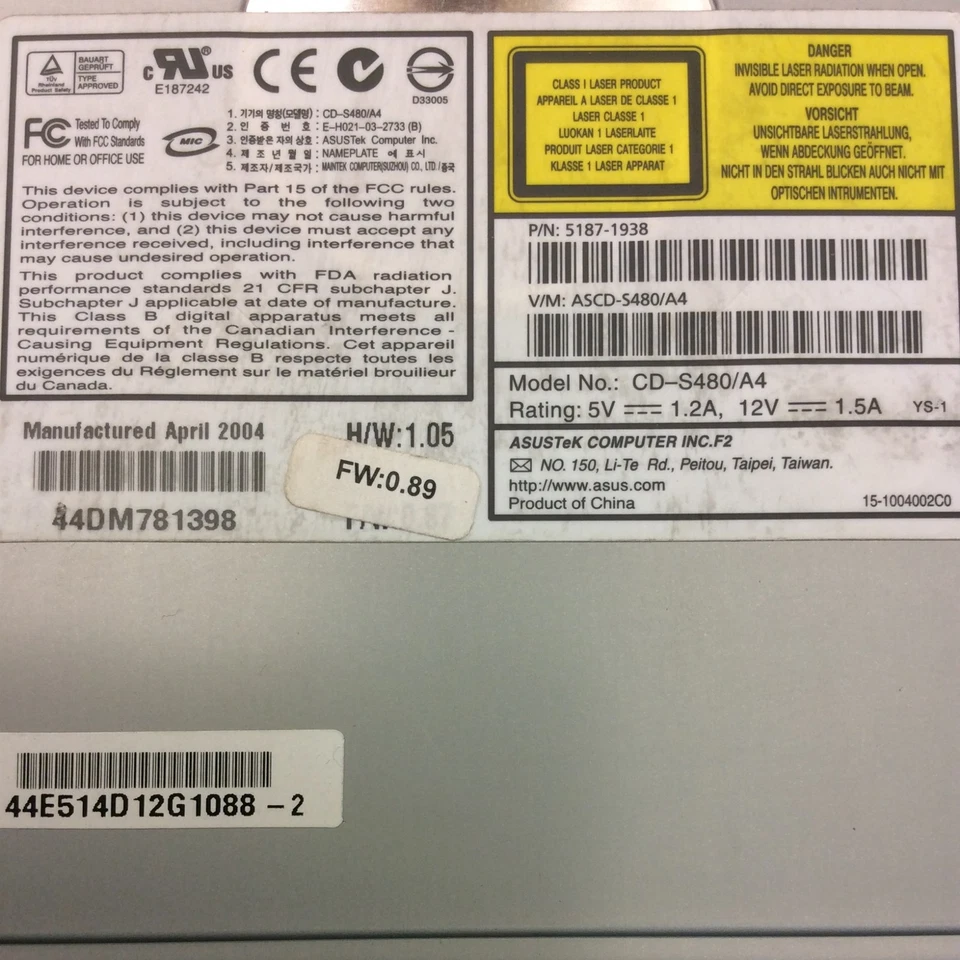 TÜV
Rheinland
Product Safety
BAUART
GEPRÜFT
TYPE
APPROVED
c UR® US
E187242
CE
D33005
FC Tested To Comply
With FCC Standards
FOR HOME OR OFFICE USE
MIC
1. 기기의 명칭(모델명) : CD-S480/A4
2. 인 증 번 호 : E-H021-03-2733 (B)
3. 인증받은 자의 상호 : ASUSTek Computer Inc.
4. 제 조 년 월 일 : NAMEPLATE 에 표시
5. 제조자/제조국가 : MAINTEK COMPUTER(SUZHOU) CO., LTD./중국
This device complies with Part 15 of the FCC rules.
Operation is subject to the following two
conditions: (1) this device may not cause harmful
interference, and (2) this device must accept any
interference received, including interference that
may cause undesired operation.
This product complies with FDA radiation
performance standards 21 CFR subchapter J.
Subchapter J applicable at date of manufacture.
This Class B digital apparatus meets all
requirements of the Canadian Interference -
Causing Equipment Regulations. Cet appareil
numérique de la classe B respecte toutes les
exigences du Réglement sur le matériel brouilleur
du Canada.
Manufactured April 2004
H/W:1.05
FW:0.89
44DM781398
CLASS I LASER PRODUCT
APPAREIL A LASER DE CLASSE 1
LASER CLASSE 1
LUOKAN 1 LASERLAITE
PRODUIT LASER CATEGORIE 1
KLASSE 1 LASER APPARAT
DANGER
INVISIBLE LASER RADIATION WHEN OPEN.
AVOID DIRECT EXPOSURE TO BEAM.
VORSICHT
UNSICHTBARE LASERSTRAHLUNG,
WENN ABDECKUNG GEÖFFNET.
NICHT IN DEN STRAHL BLICKEN AUCH NICHT MIT
OPTISCHEN INTRUMENTEN.
P/N: 5187-1938
V/M: ASCD-S480/A4
Model No.: CD-S480/A4
Rating: 5V 1.2A, 12V 1.5A YS-1
ASUSTeK COMPUTER INC.F2
NO. 150, Li-Te Rd., Peitou, Taipei, Taiwan.
http://www.asus.com
Product of China 15-1004002C0
44E514D12G1088 - 2